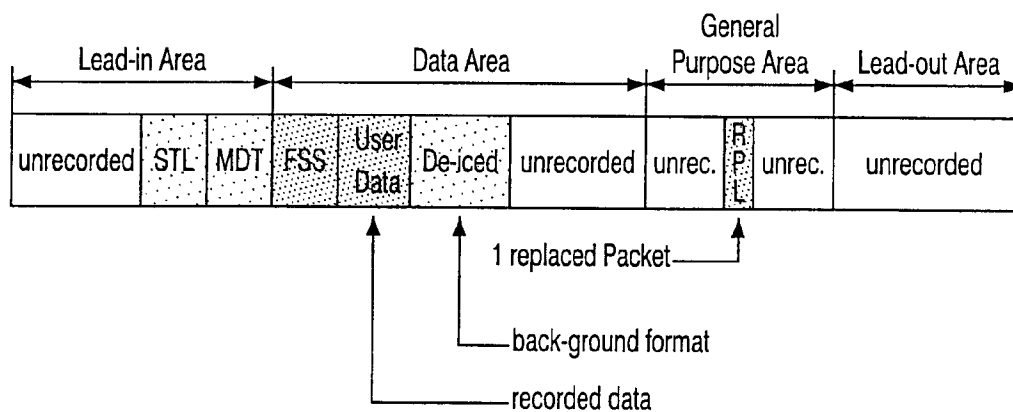 General
Lead-in Area
Data Area
Purpose Area
Lead-out Area
unrecorded
STL
MDT
FSS
User
Data
De-iced
unrecorded
unrec.
RPL
unrec.
unrecorded
1 replaced Packet
back-ground format
recorded data